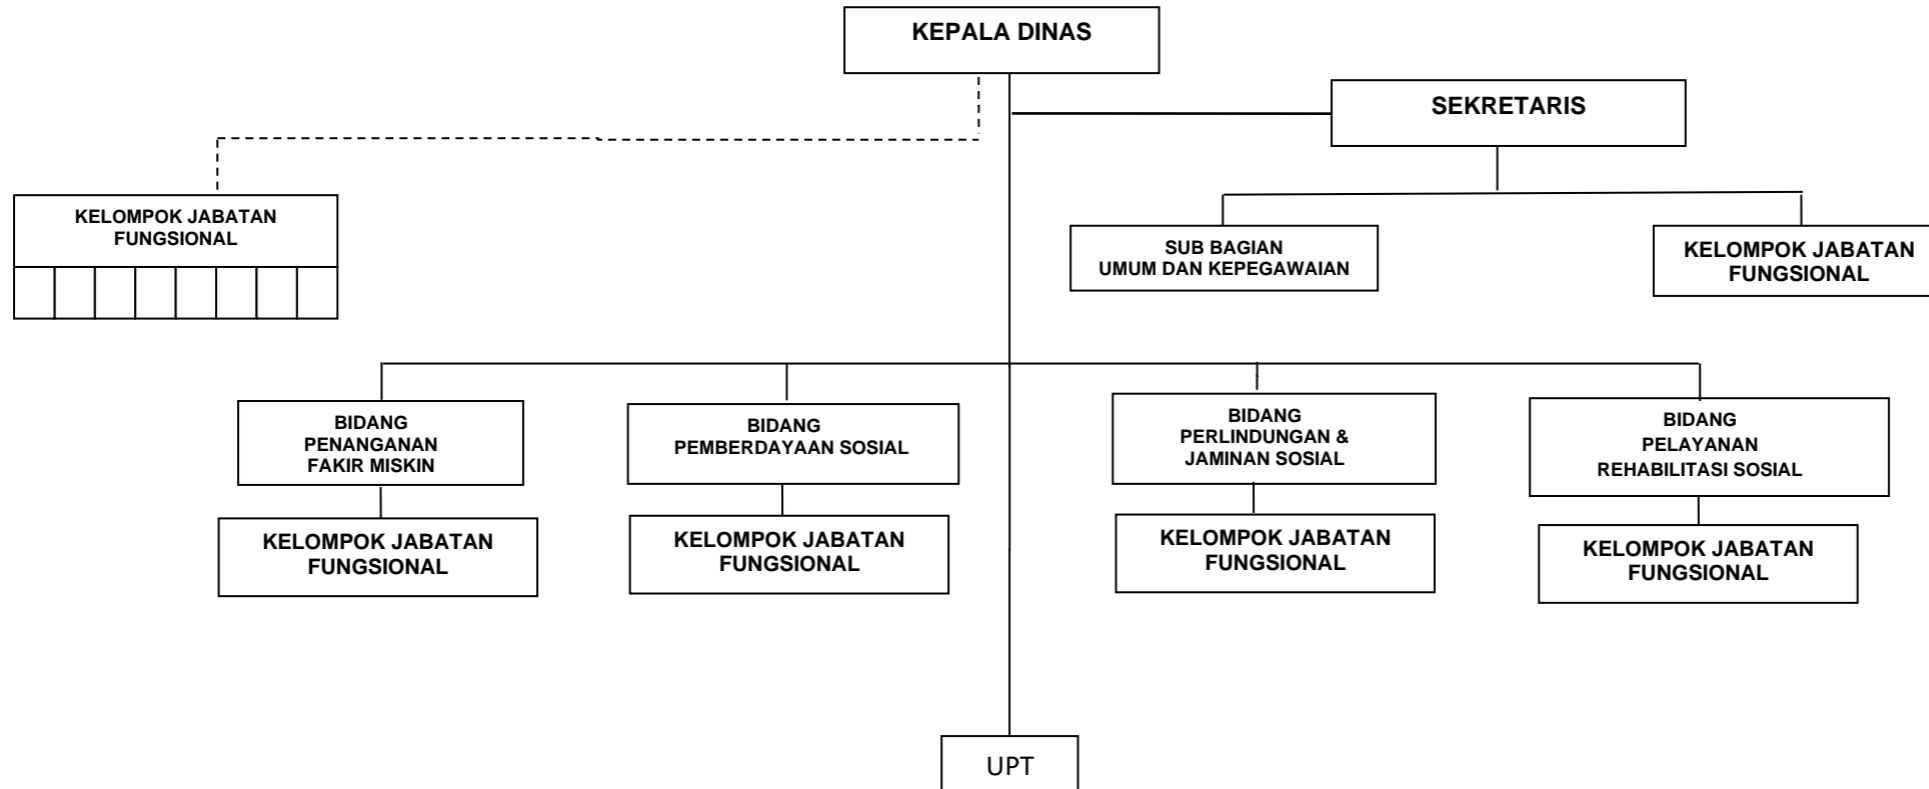 KEPALA DINAS
SEKRETARIS
KELOMPOK JABATAN
FUNGSIONAL
SUB BAGIAN
UMUM DAN KEPEGAWAIAN
KELOMPOK JABATAN
FUNGSIONAL
BIDANG
PENANGANAN
FAKIR MISKIN
BIDANG
PEMBERDAYAAN SOSIAL
BIDANG
PERLINDUNGAN &
JAMINAN SOSIAL
BIDANG
PELAYANAN
REHABILITASI SOSIAL
KELOMPOK JABATAN
FUNGSIONAL
KELOMPOK JABATAN
FUNGSIONAL
KELOMPOK JABATAN
FUNGSIONAL
KELOMPOK JABATAN
FUNGSIONAL
UPT